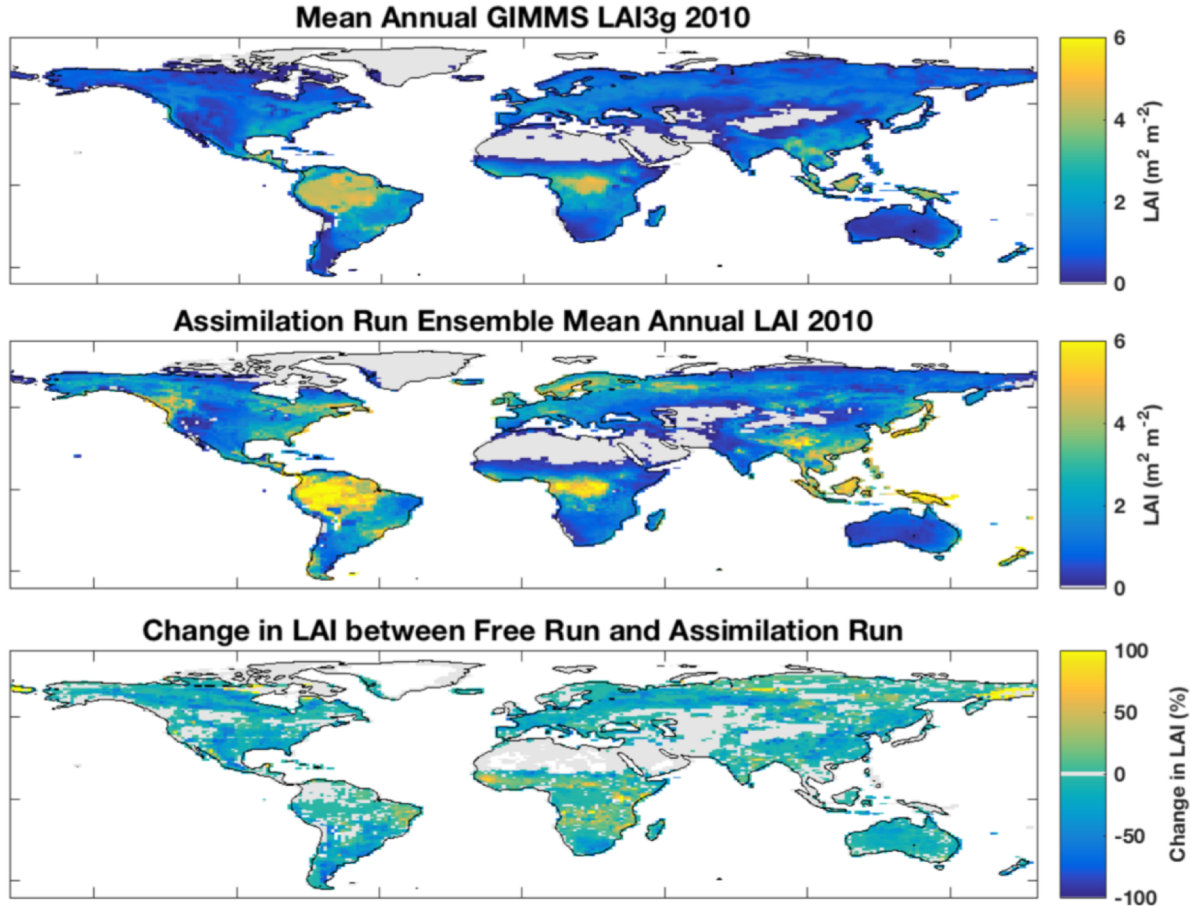 Mean Annual GIMMS LAI3g 2010
6
4
2
0
LAI (m² m⁻²)
Assimilation Run Ensemble Mean Annual LAI 2010
6
4
2
0
LAI (m² m⁻²)
Change in LAI between Free Run and Assimilation Run
100
50
0
-50
-100
Change in LAI (%)